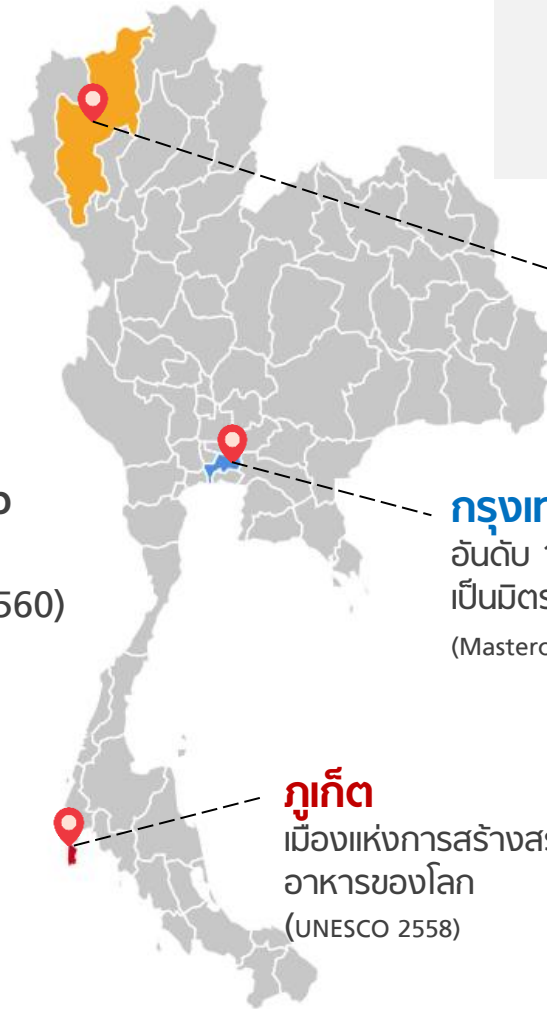 560)
กรุงเท
อันดับ
เป็นมิตร
(Masterc
ภูเก็ต
เมืองแห่งการสร้างสร
อาหารของโลก
(UNESCO 2558)